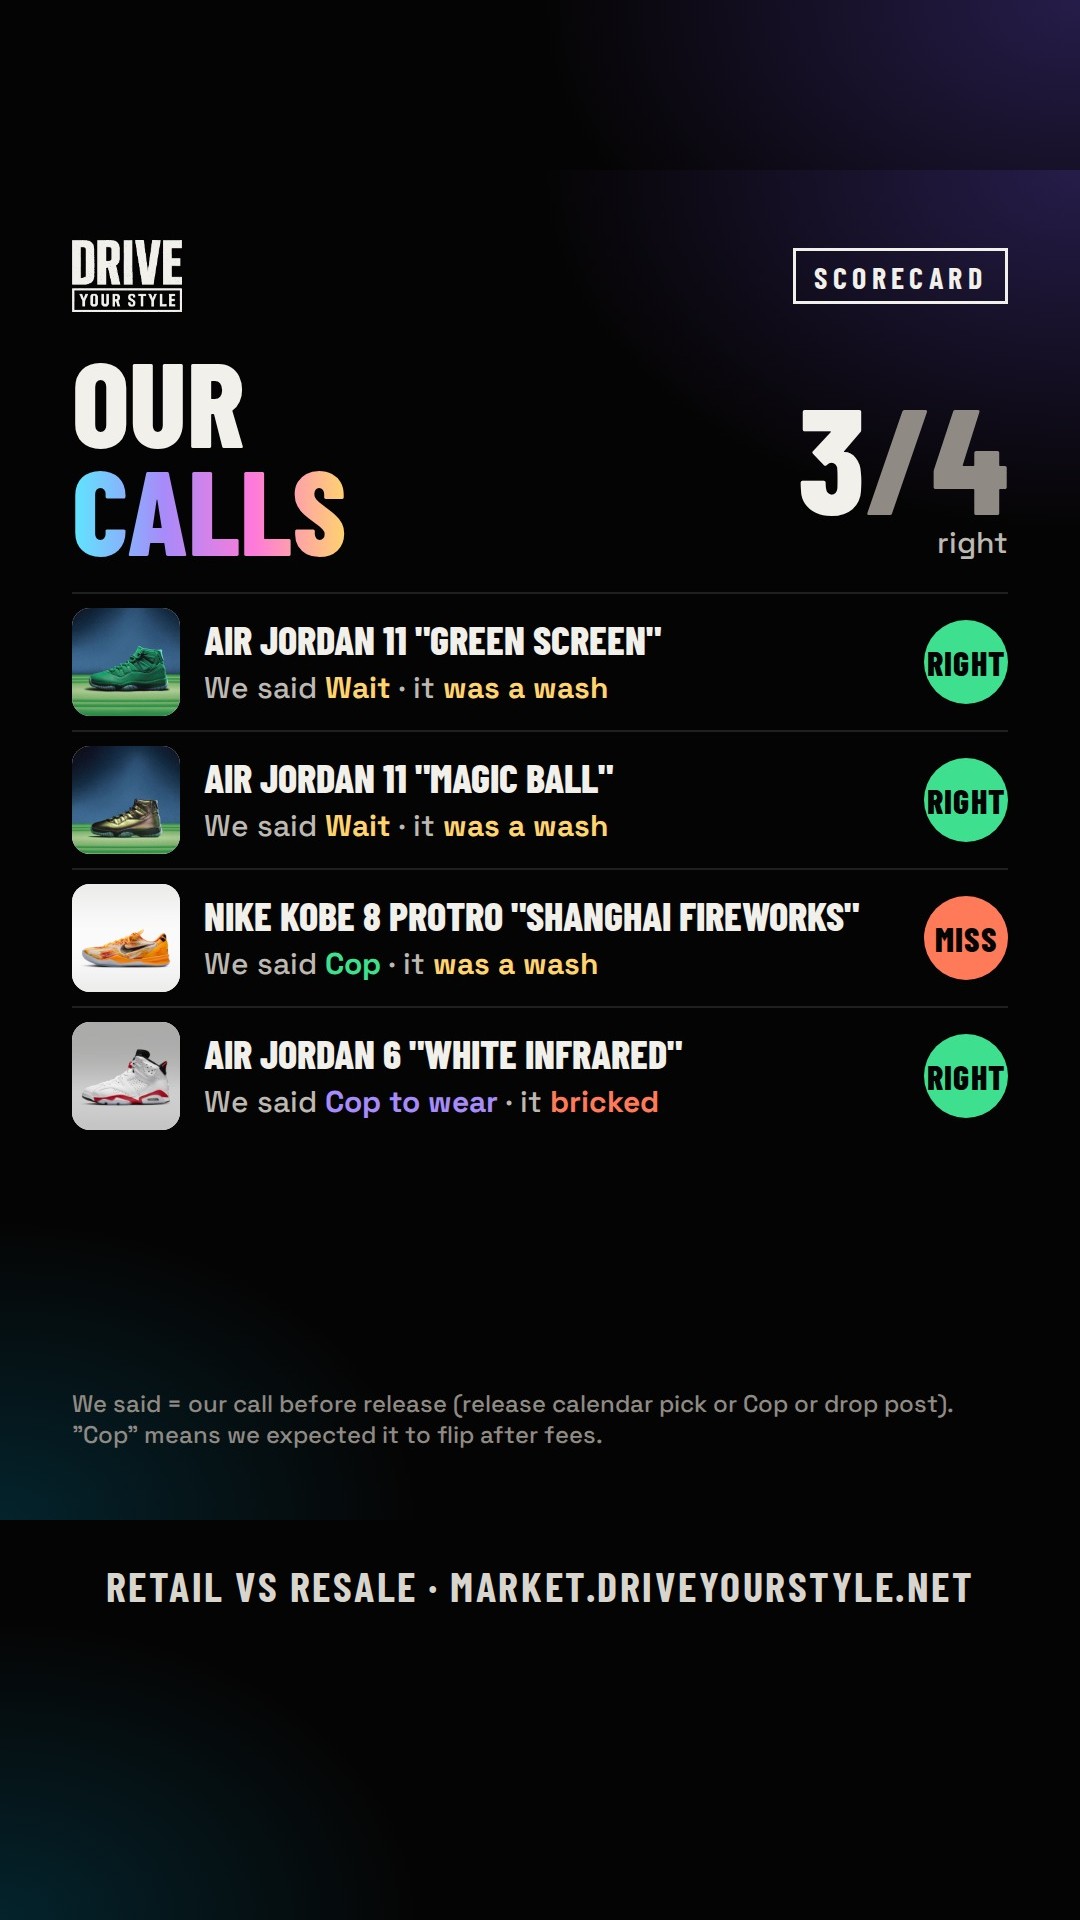 DRIVE
YOUR STYLE
SCORECARD
OUR
CALLS
3/4
right
AIR JORDAN 11 "GREEN SCREEN"
We said Wait · it was a wash
RIGHT
AIR JORDAN 11 "MAGIC BALL"
We said Wait · it was a wash
RIGHT
NIKE KOBE 8 PROTRO "SHANGHAI FIREWORKS"
We said Cop · it was a wash
MISS
AIR JORDAN 6 "WHITE INFRARED"
We said Cop to wear · it bricked
RIGHT
We said = our call before release (release calendar pick or Cop or drop post).
”Cop” means we expected it to flip after fees.
RETAIL VS RESALE · MARKET.DRIVEYOURSTYLE.NET